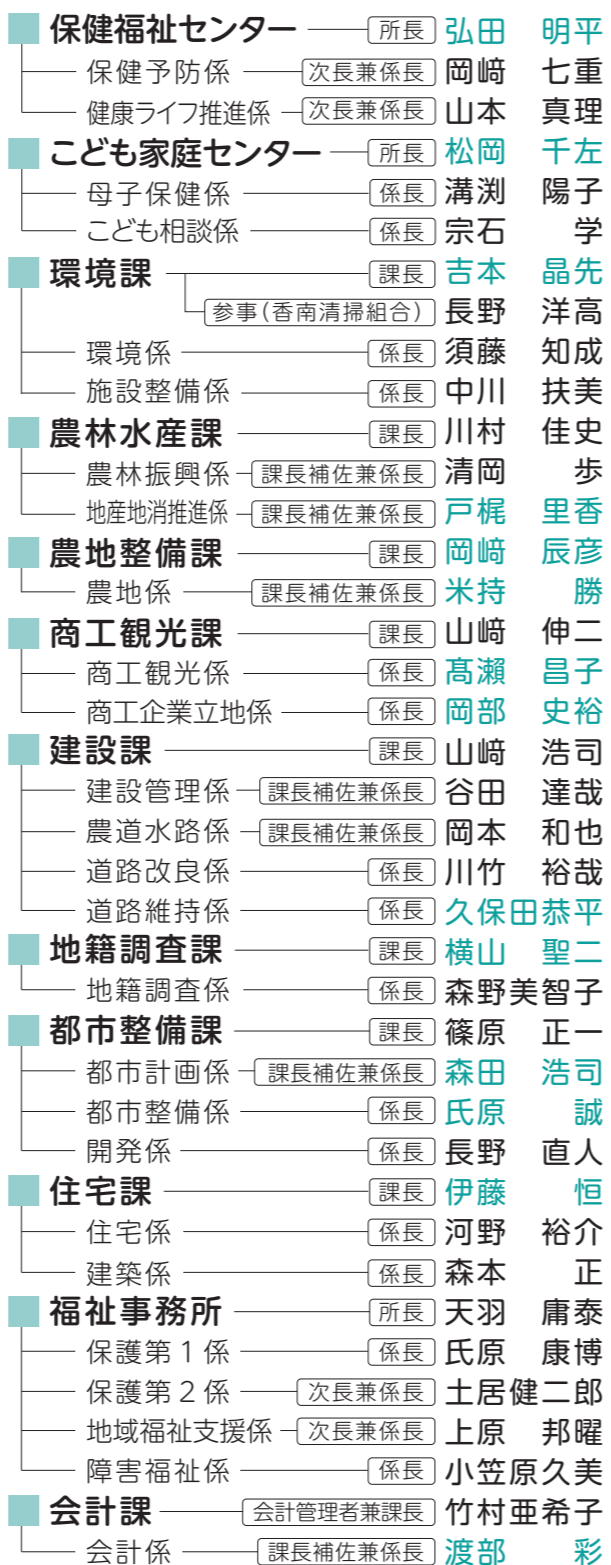 保健福祉センター 所長 弘田 明平
保健予防係 次長兼係長 岡﨑 七重
健康ライフ推進係 次長兼係長 山本 真理
こども家庭センター 所長 松岡 千左
母子保健係 係長 溝渕 陽子
こども相談係 係長 宗石 学
環境課 課長 吉本 晶先
参事(香南清掃組合) 長野 洋高
環境係 係長 須藤 知成
施設整備係 係長 中川 扶美
農林水産課 課長 川村 佳史
農林振興係 課長補佐兼係長 清岡 歩
地産地消推進係 課長補佐兼係長 戸梶 里香
農地整備課 課長 岡﨑 辰彦
農地係 課長補佐兼係長 米持 勝
商工観光課 課長 山﨑 伸二
商工観光係 係長 髙瀨 昌子
商工企業立地係 係長 岡部 史裕
建設課 課長 山﨑 浩司
建設管理係 課長補佐兼係長 谷田 達哉
農道水路係 課長補佐兼係長 岡本 和也
道路改良係 係長 川竹 裕哉
道路維持係 係長 久保田恭平
地籍調査課 課長 横山 聖二
地籍調査係 係長 森野美智子
都市整備課 課長 篠原 正一
都市計画係 課長補佐兼係長 森田 浩司
都市整備係 係長 氏原 誠
開発係 係長 長野 直人
住宅課 課長 伊藤 恒
住宅係 係長 河野 裕介
建築係 係長 森本 正
福祉事務所 所長 天羽 庸泰
保護第1係 係長 氏原 康博
保護第2係 次長兼係長 土居健二郎
地域福祉支援係 次長兼係長 上原 邦曜
障害福祉係 係長 小笠原久美
会計課 会計管理者兼課長 竹村亜希子
会計係 課長補佐兼係長 渡部 彩